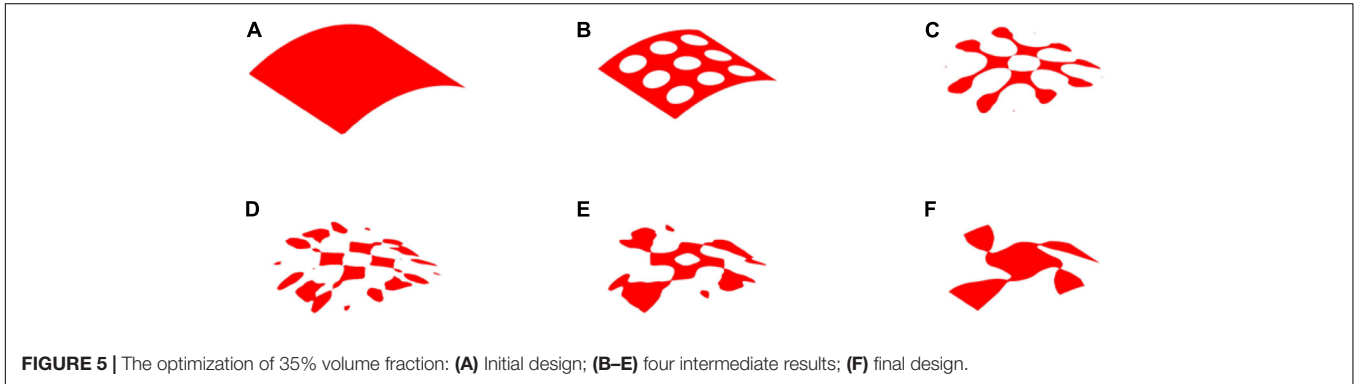 A
B
C
D
E
F
FIGURE 5 | The optimization of 35% volume fraction: (A) Initial design; (B–E) four intermediate results; (F) final design.